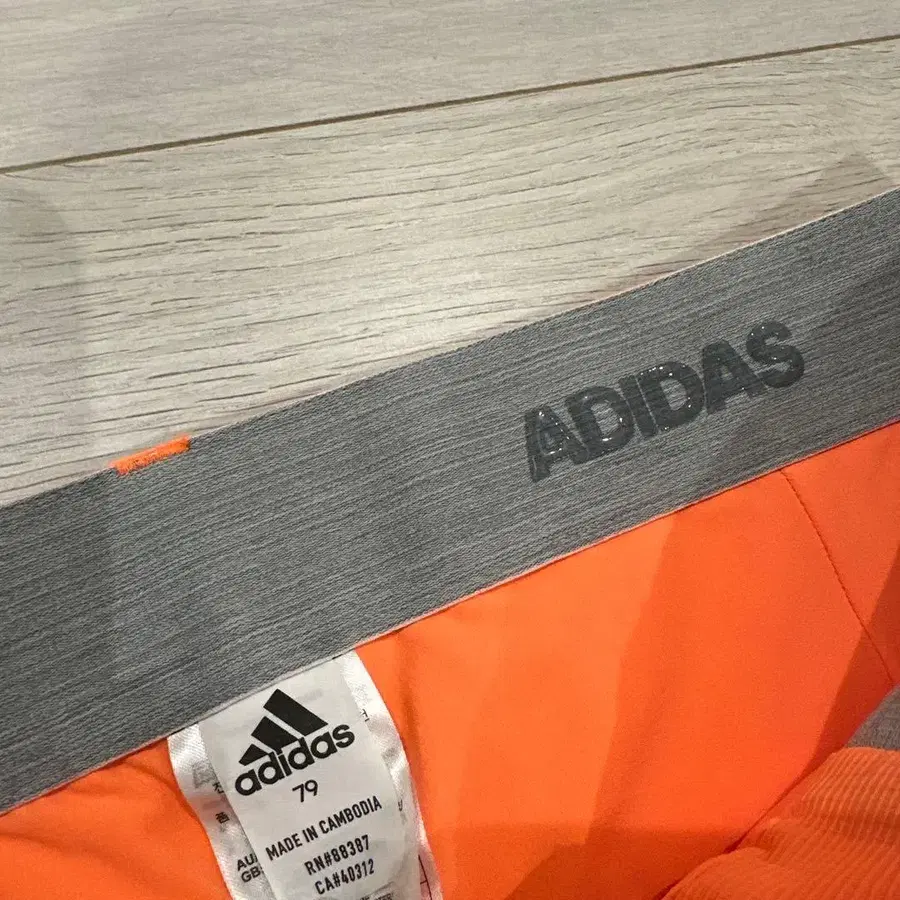 ADIDAS
adidas
79
MADE IN CAMBODIA
RN#88387
CA#40312